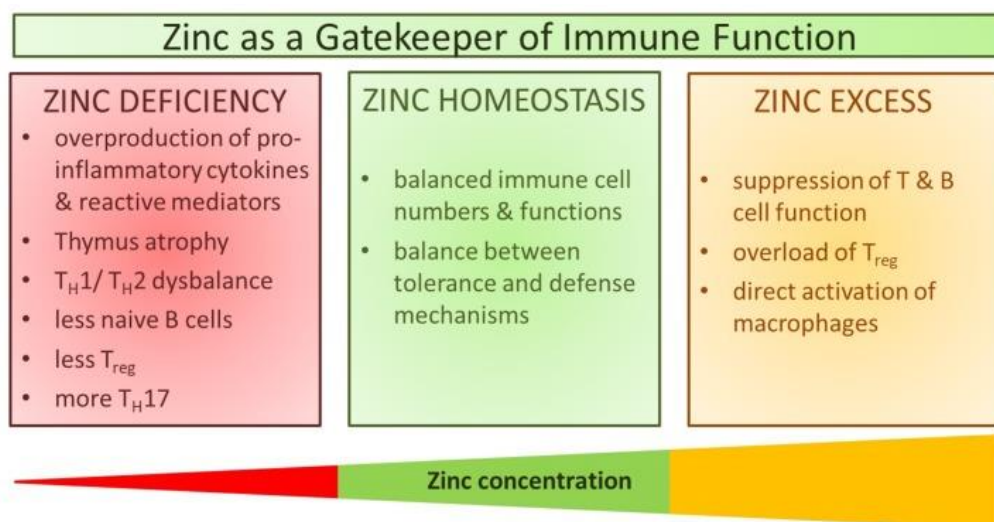 Zinc as a Gatekeeper of Immune Function
ZINC DEFICIENCY
• overproduction of pro-
inflammatory cytokines
& reactive mediators
• Thymus atrophy
• TH1/ TH2 dysbalance
• less naive B cells
• less Treg
• more TH17
ZINC HOMEOSTASIS
• balanced immune cell
numbers & functions
• balance between
tolerance and defense
mechanisms
ZINC EXCESS
• suppression of T & B
cell function
• overload of Treg
• direct activation of
macrophages
Zinc concentration